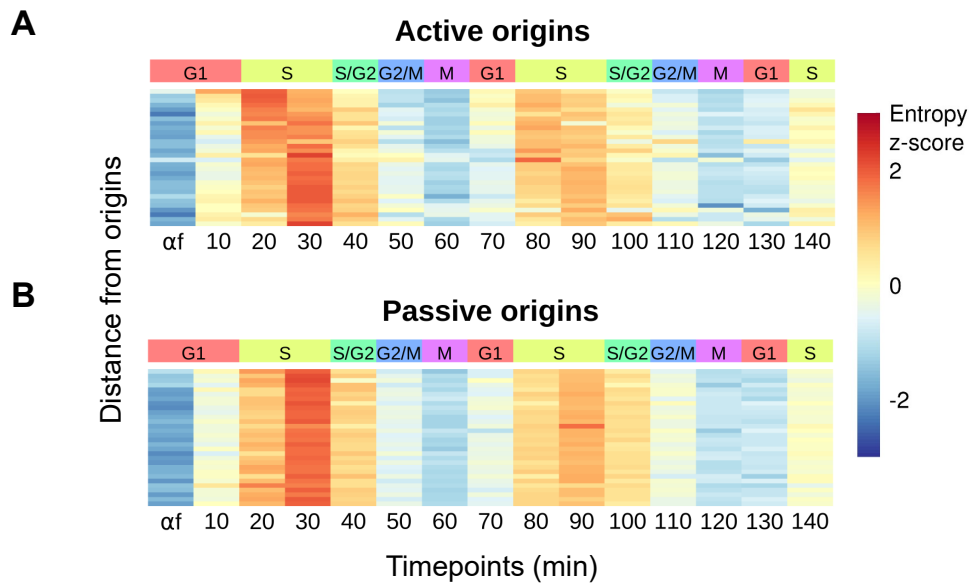 A
Active origins
G1 S S/G2 G2/M M G1 S S/G2 G2/M M G1 S
αf 10 20 30 40 50 60 70 80 90 100 110 120 130 140
Distance from origins
Entropy
z-score
2
0
-2
B
Passive origins
G1 S S/G2 G2/M M G1 S S/G2 G2/M M G1 S
αf 10 20 30 40 50 60 70 80 90 100 110 120 130 140
Timepoints (min)